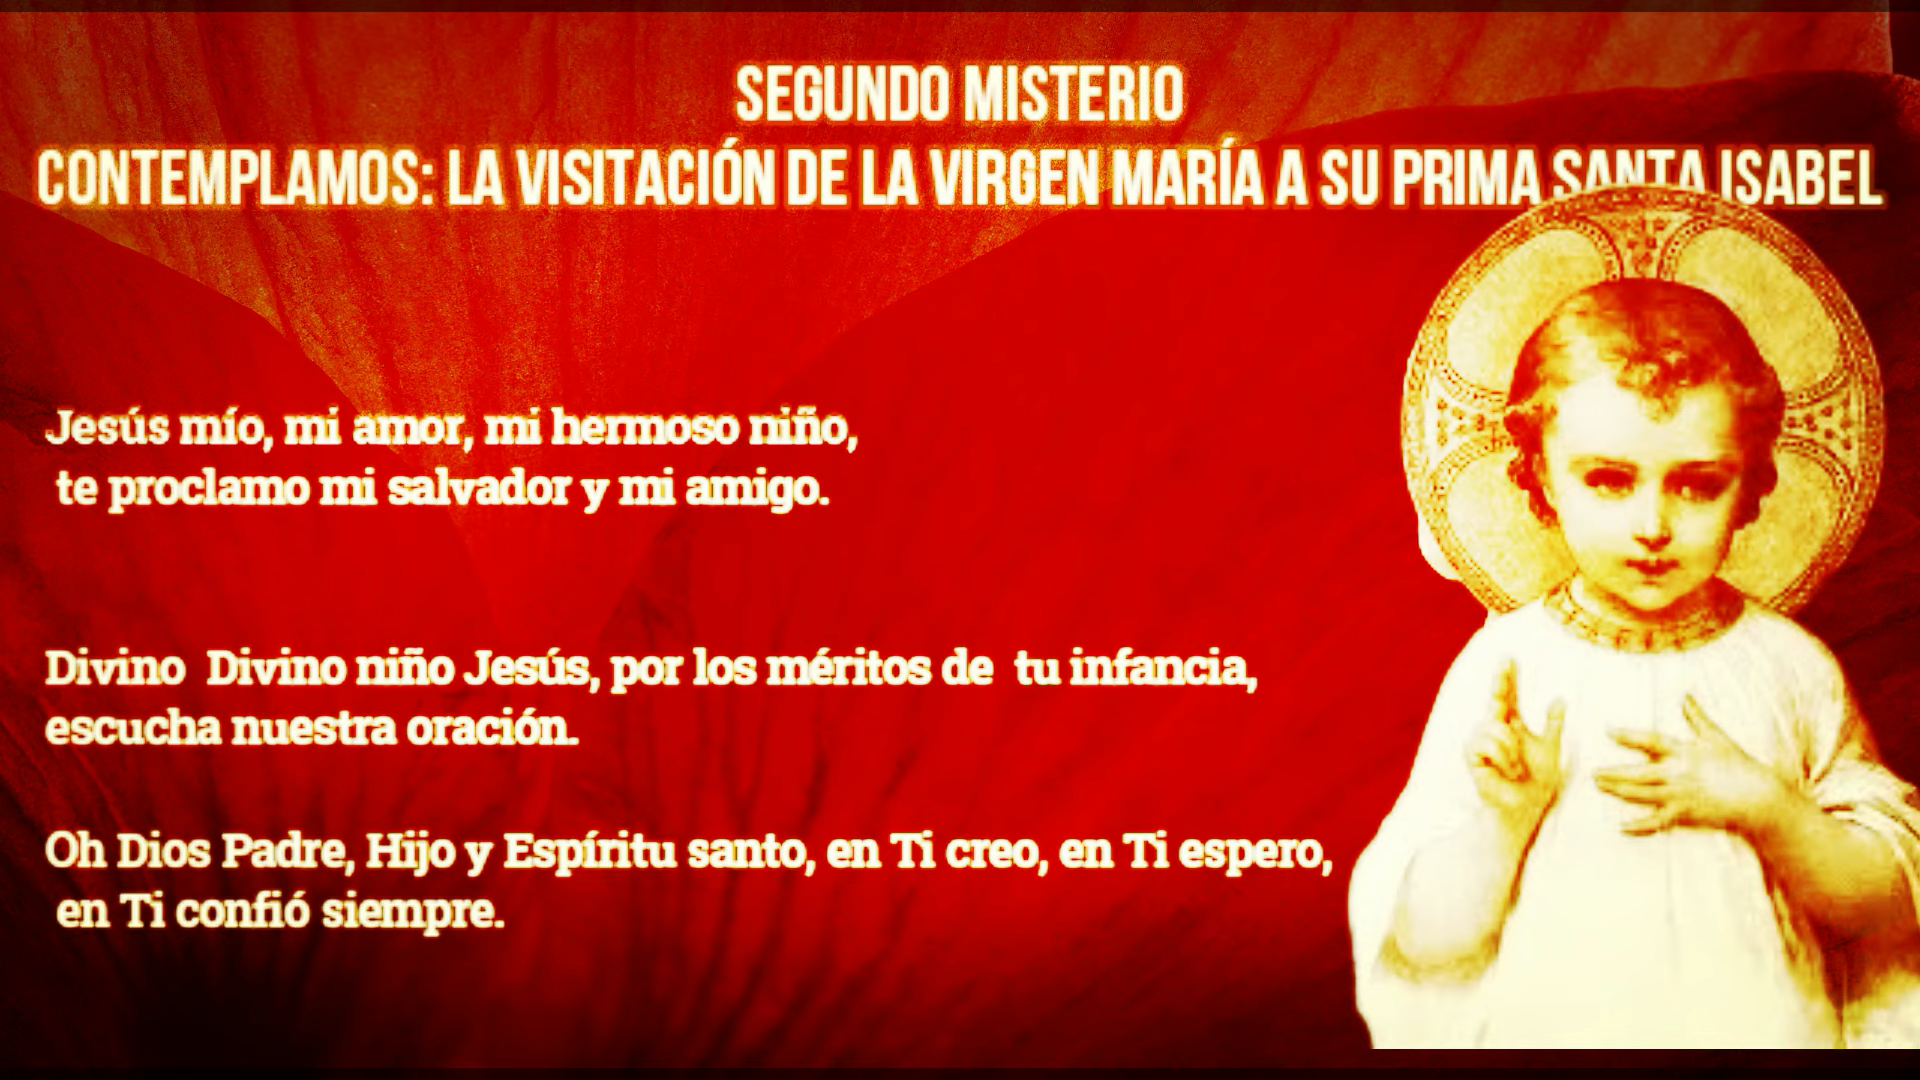 SEGUNDO MISTERIO
CONTEMPLAMOS: LA VISITACIÓN DE LA VIRGEN MARÍA A SU PRIMA SANTA ISABEL
Jesús mío, mi amor, mi hermoso niño,
te proclamo mi salvador y mi amigo.
Divino Divino niño Jesús, por los méritos de tu infancia,
escucha nuestra oración.
Oh Dios Padre, Hijo y Espíritu santo, en Ti creo, en Ti espero,
en Ti confió siempre.